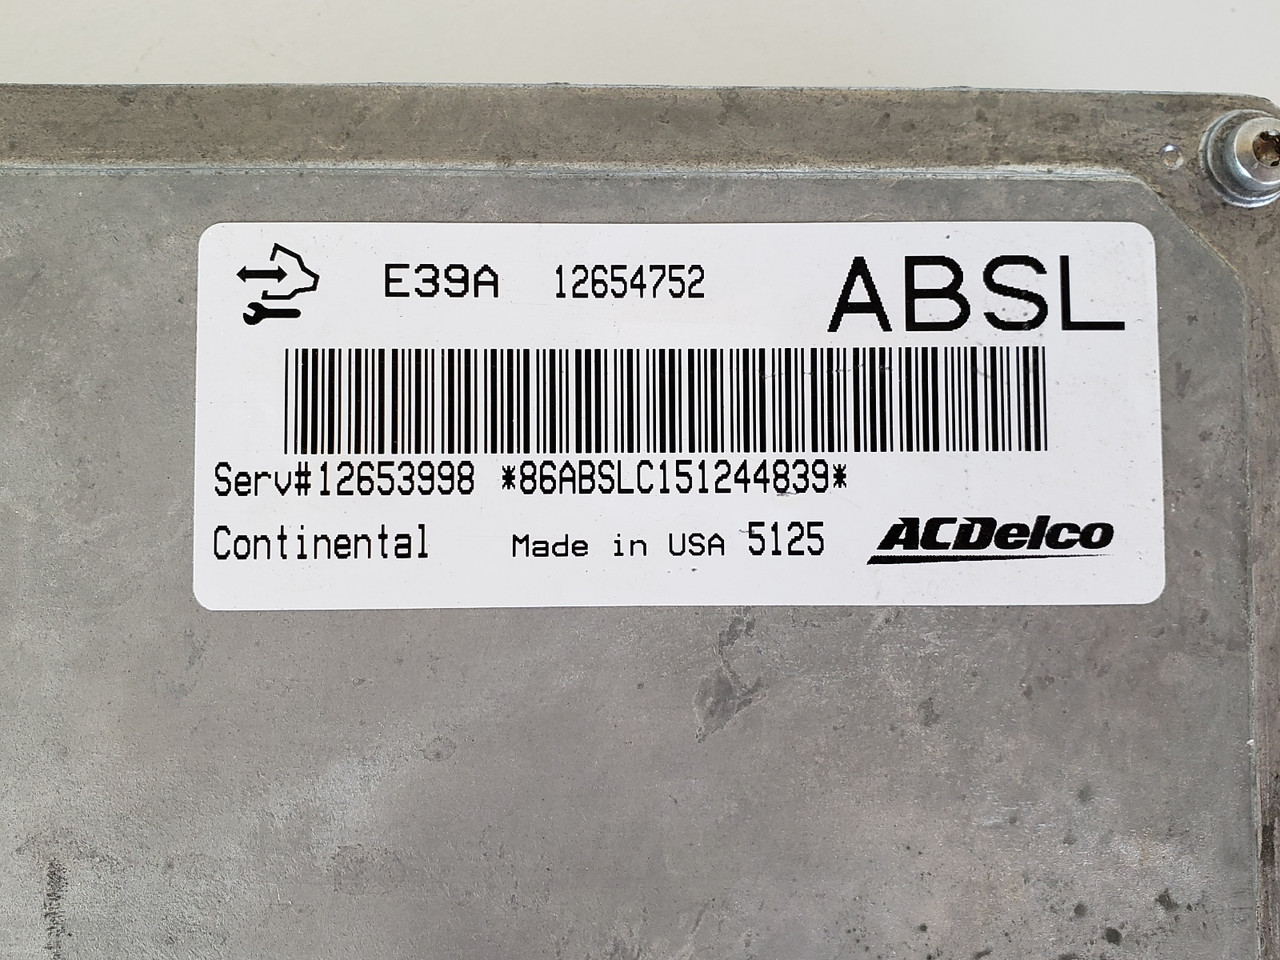 E39A 12654752 ABSL
Serv#12653998 *86ABSLC151244839*
Continental Made in USA 5125 ACDelco